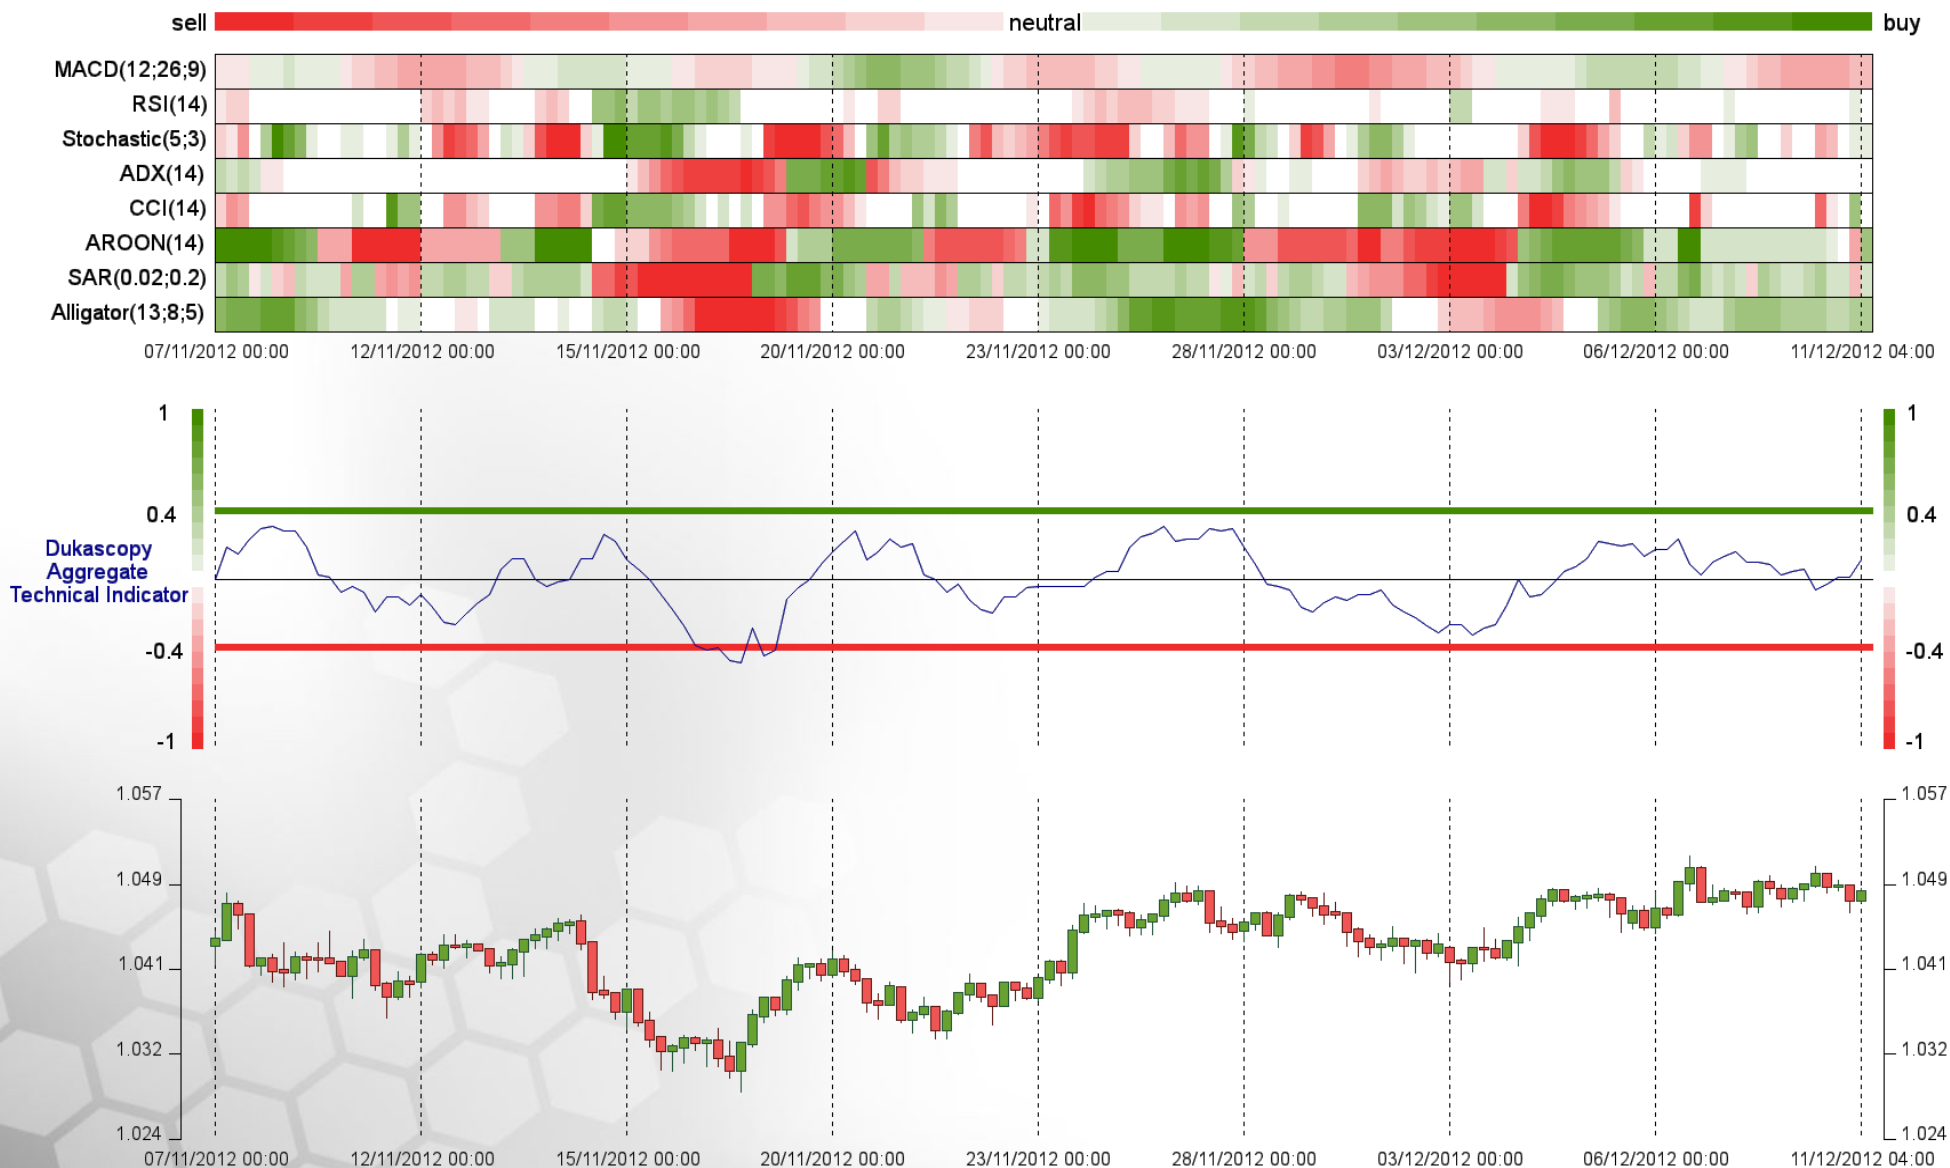 sell neutral buy
MACD(12;26;9)
RSI(14)
Stochastic(5;3)
ADX(14)
CCI(14)
AROON(14)
SAR(0.02;0.2)
Alligator(13;8;5)
07/11/2012 00:00 12/11/2012 00:00 15/11/2012 00:00 20/11/2012 00:00 23/11/2012 00:00 28/11/2012 00:00 03/12/2012 00:00 06/12/2012 00:00 11/12/2012 04:00
1 1
0.4 0.4
Dukascopy
Aggregate
Technical Indicator
-0.4 -0.4
-1 -1
1.057 1.057
1.049 1.049
1.041 1.041
1.032 1.032
1.024 1.024
07/11/2012 00:00 12/11/2012 00:00 15/11/2012 00:00 20/11/2012 00:00 23/11/2012 00:00 28/11/2012 00:00 03/12/2012 00:00 06/12/2012 00:00 11/12/2012 04:00